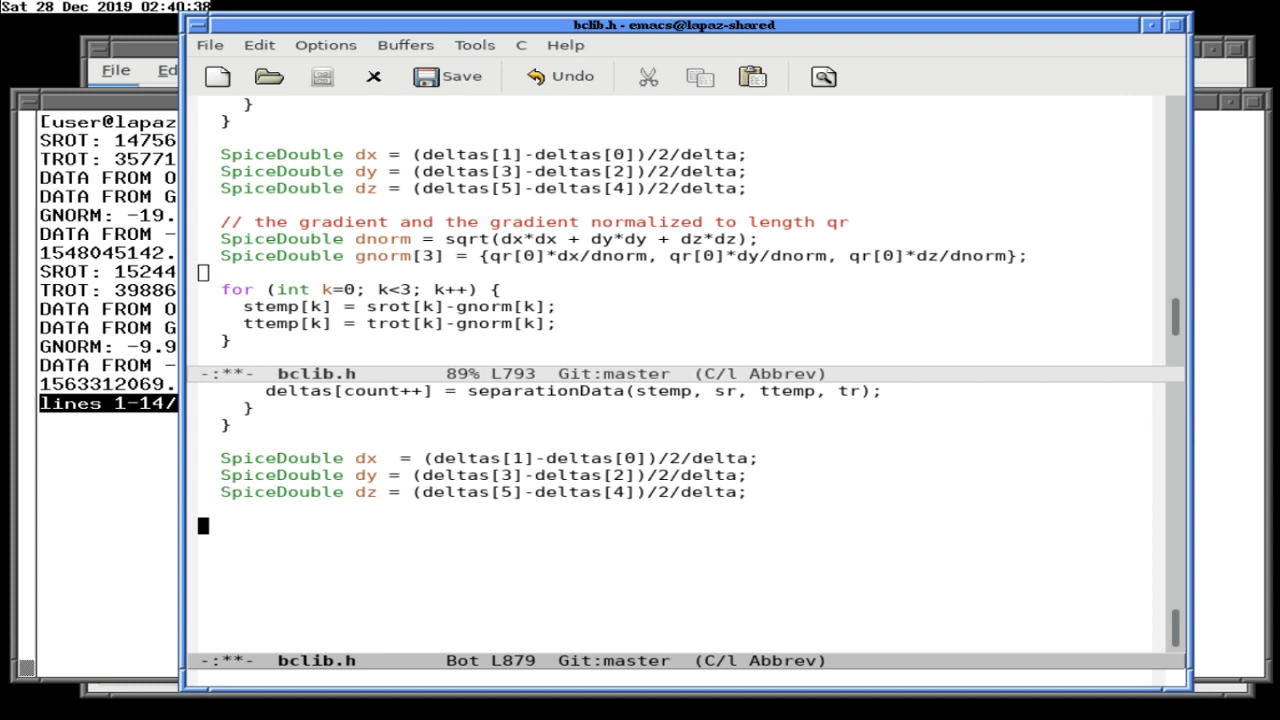 Sat 28 Dec 2019 02:40:38
bclib.h - emacs@lapaz-shared
File Edit Options Buffers Tools C Help
Save Undo
File Ed
[user@lapaz
SROT: 14756
TROT: 35771
DATA FROM O
DATA FROM G
GNORM: -19.
DATA FROM -
1548045142.
SROT: 15244
TROT: 39886
DATA FROM O
DATA FROM G
GNORM: -9.9
DATA FROM -
1563312069.
lines 1-14/
    }
  }
  SpiceDouble dx = (deltas[1]-deltas[0])/2/delta;
  SpiceDouble dy = (deltas[3]-deltas[2])/2/delta;
  SpiceDouble dz = (deltas[5]-deltas[4])/2/delta;
  // the gradient and the gradient normalized to length qr
  SpiceDouble dnorm = sqrt(dx*dx + dy*dy + dz*dz);
  SpiceDouble gnorm[3] = {qr[0]*dx/dnorm, qr[0]*dy/dnorm, qr[0]*dz/dnorm};
  for (int k=0; k<3; k++) {
    stemp[k] = srot[k]-gnorm[k];
    ttemp[k] = trot[k]-gnorm[k];
  }
-:**-  bclib.h        89% L793  Git:master  (C/l Abbrev)
      deltas[count++] = separationData(stemp, sr, ttemp, tr);
    }
  }
  SpiceDouble dx  = (deltas[1]-deltas[0])/2/delta;
  SpiceDouble dy = (deltas[3]-deltas[2])/2/delta;
  SpiceDouble dz = (deltas[5]-deltas[4])/2/delta;
-:**-  bclib.h        Bot L879  Git:master  (C/l Abbrev)